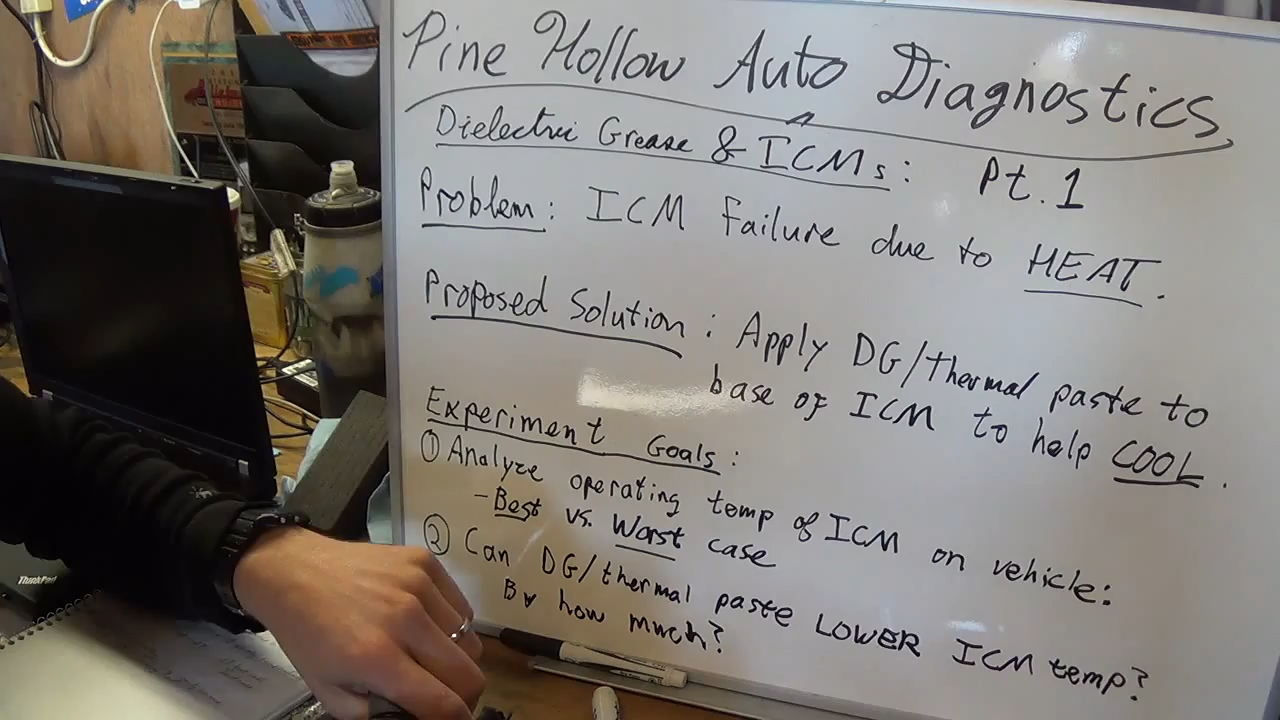 Pine Hollow Auto Diagnostics
Dielectric Grease & ICMs: Pt. 1
Problem: ICM Failure due to HEAT.
Proposed Solution: Apply DG/thermal paste to
base of ICM to help COOL.
Experiment Goals:
① Analyze operating temp of ICM on vehicle:
- Best vs. Worst case
② Can DG/thermal paste LOWER ICM temp?
By how much?
ThinkPad